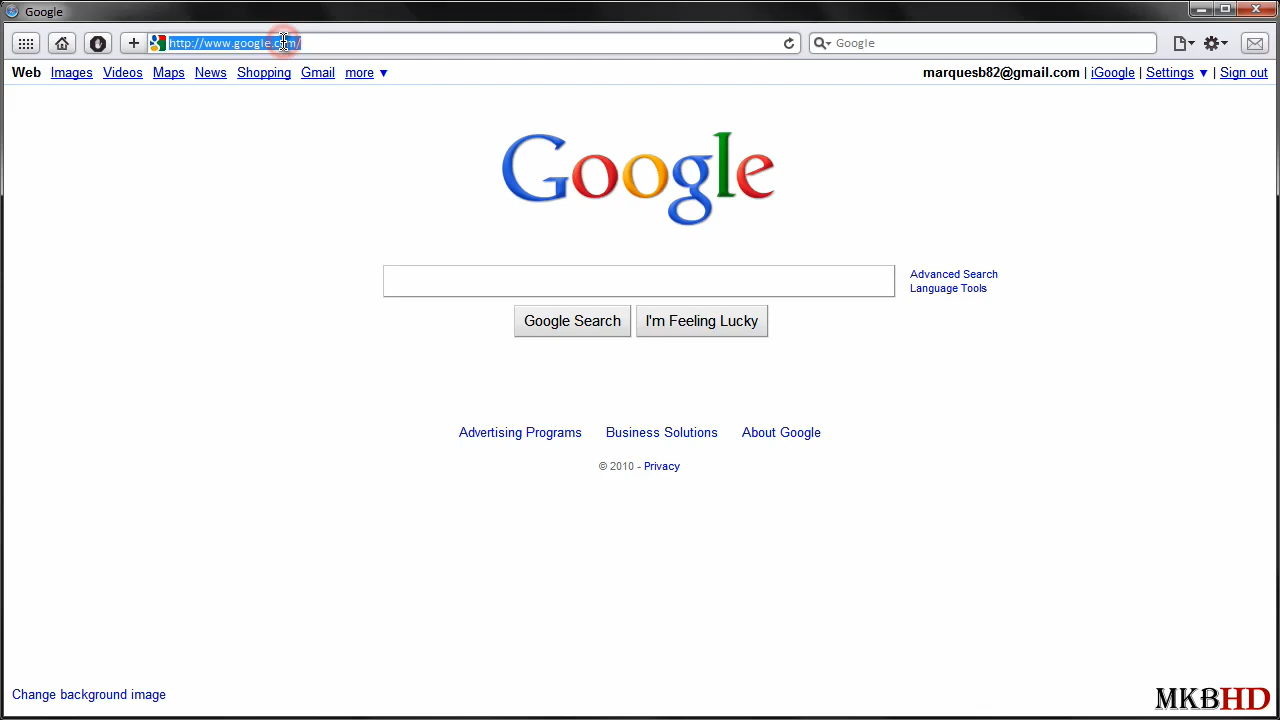 Google
http://www.google.com/
Google
Web Images Videos Maps News Shopping Gmail more ▼
marquesb82@gmail.com | iGoogle | Settings ▼ | Sign out
Google
Advanced Search
Language Tools
Google Search
I'm Feeling Lucky
Advertising Programs Business Solutions About Google
© 2010 - Privacy
Change background image
MKBHD